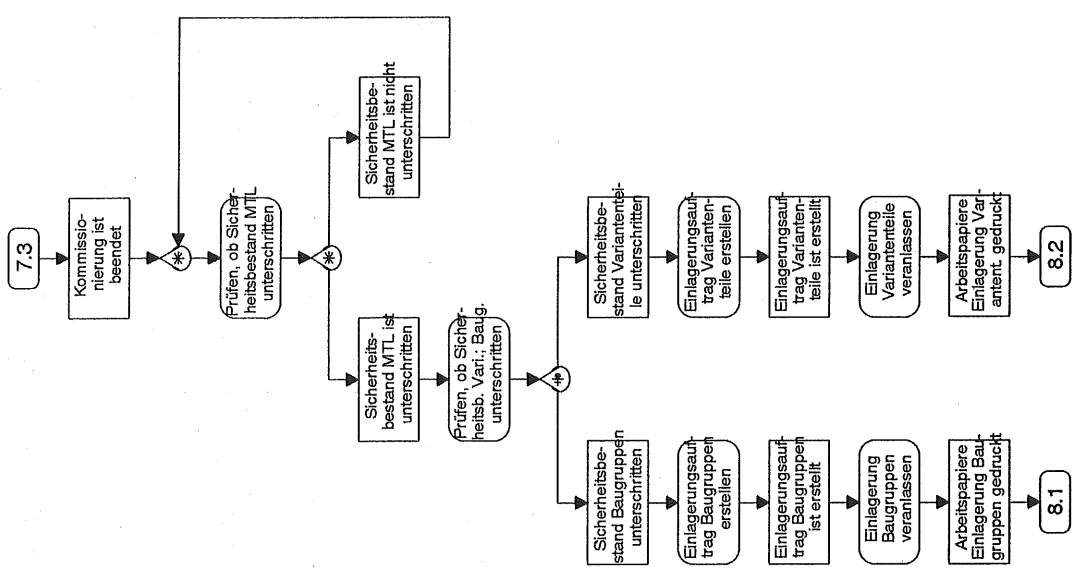 7.3
Kommissio-
nierung ist
beendet
Prüfen, ob Sicher-
heitsbestand MTL
unterschritten
Sicherheits-
bestand MTL ist
unterschritten
Sicherheitsbe-
stand MTL ist nicht
unterschritten
Prüfen, ob Sicher-
heitsb. Vari.; Baug.
unterschritten
Sicherheitsbe-
stand Baugruppen
unterschritten
Einlagerungsauf-
trag Baugruppen
erstellen
Einlagerungsauf-
trag Baugruppen
ist erstellt
Einlagerung
Baugruppen
veranlassen
Arbeitspapiere
Einlagerung Bau-
gruppen gedruckt
8.1
Sicherheitsbe-
stand Variantentei-
le unterschritten
Einlagerungsauf-
trag Varianten-
teile erstellen
Einlagerungsauf-
trag Varianten-
teile ist erstellt
Einlagerung
Variantenteile
veranlassen
Arbeitspapiere
Einlagerung Var-
iantent. gedruckt
8.2